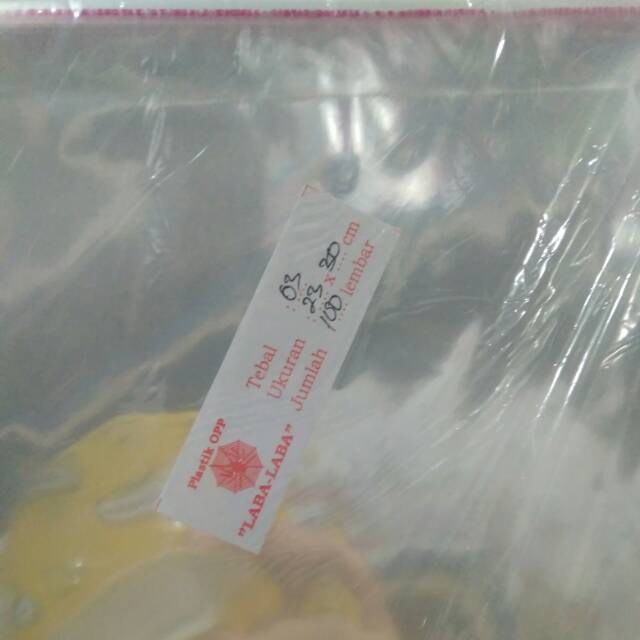 Plastik OPP
"LABA-LABA"
Tebal 03
Ukuran 23 x 30 cm
Jumlah 100 lembar